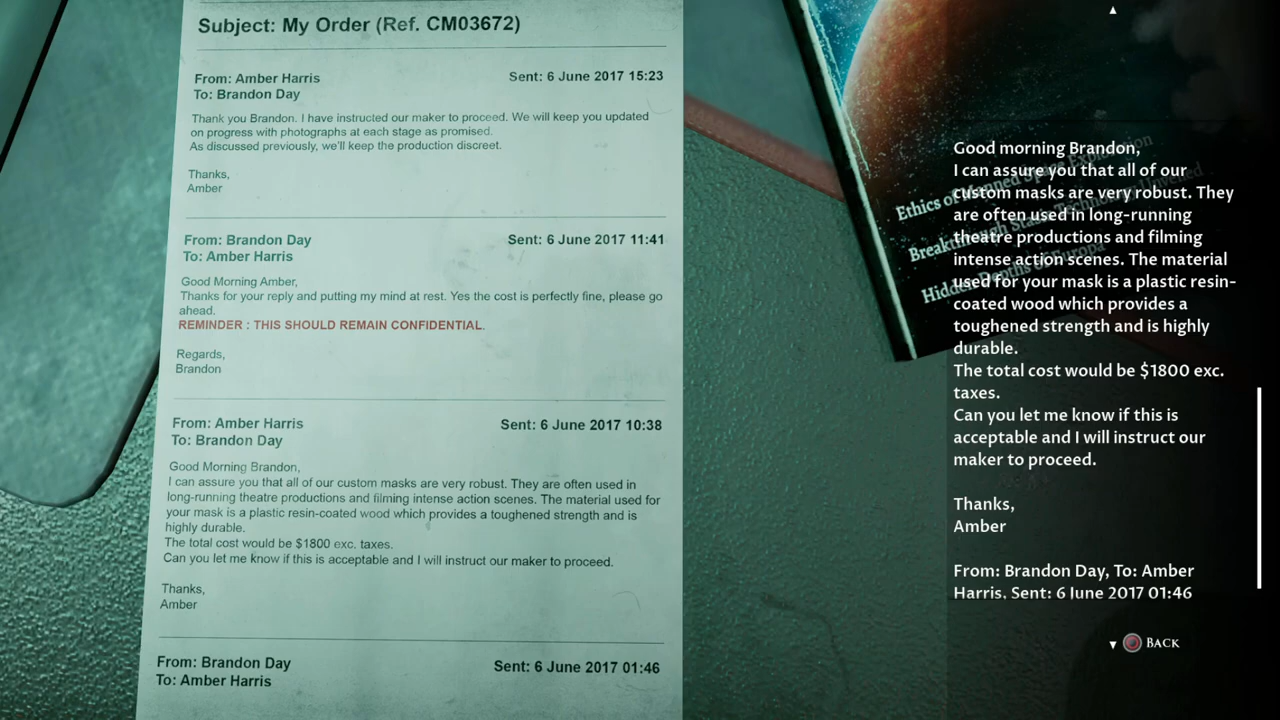 Subject: My Order (Ref. CM03672)
From: Amber Harris
Sent: 6 June 2017 15:23
To: Brandon Day
Thank you Brandon. I have instructed our maker to proceed. We will keep you updated
on progress with photographs at each stage as promised.
As discussed previously, we'll keep the production discreet.
Thanks,
Amber
From: Brandon Day
Sent: 6 June 2017 11:41
To: Amber Harris
Good Morning Amber,
Thanks for your reply and putting my mind at rest. Yes the cost is perfectly fine, please go
ahead.
REMINDER : THIS SHOULD REMAIN CONFIDENTIAL.
Regards,
Brandon
From: Amber Harris
Sent: 6 June 2017 10:38
To: Brandon Day
Good Morning Brandon,
I can assure you that all of our custom masks are very robust. They are often used in
long-running theatre productions and filming intense action scenes. The material used for
your mask is a plastic resin-coated wood which provides a toughened strength and is
highly durable.
The total cost would be $1800 exc. taxes.
Can you let me know if this is acceptable and I will instruct our maker to proceed.
Thanks,
Amber
From: Brandon Day
Sent: 6 June 2017 01:46
To: Amber Harris
Ethics of Manned Space Exploration
Breakthrough Stasis Technology Unveiled
Hidden Depths of Europa
Good morning Brandon,
I can assure you that all of our
custom masks are very robust. They
are often used in long-running
theatre productions and filming
intense action scenes. The material
used for your mask is a plastic resin-
coated wood which provides a
toughened strength and is highly
durable.
The total cost would be $1800 exc.
taxes.
Can you let me know if this is
acceptable and I will instruct our
maker to proceed.
Thanks,
Amber
From: Brandon Day, To: Amber
Harris, Sent: 6 June 2017 01:46
BACK